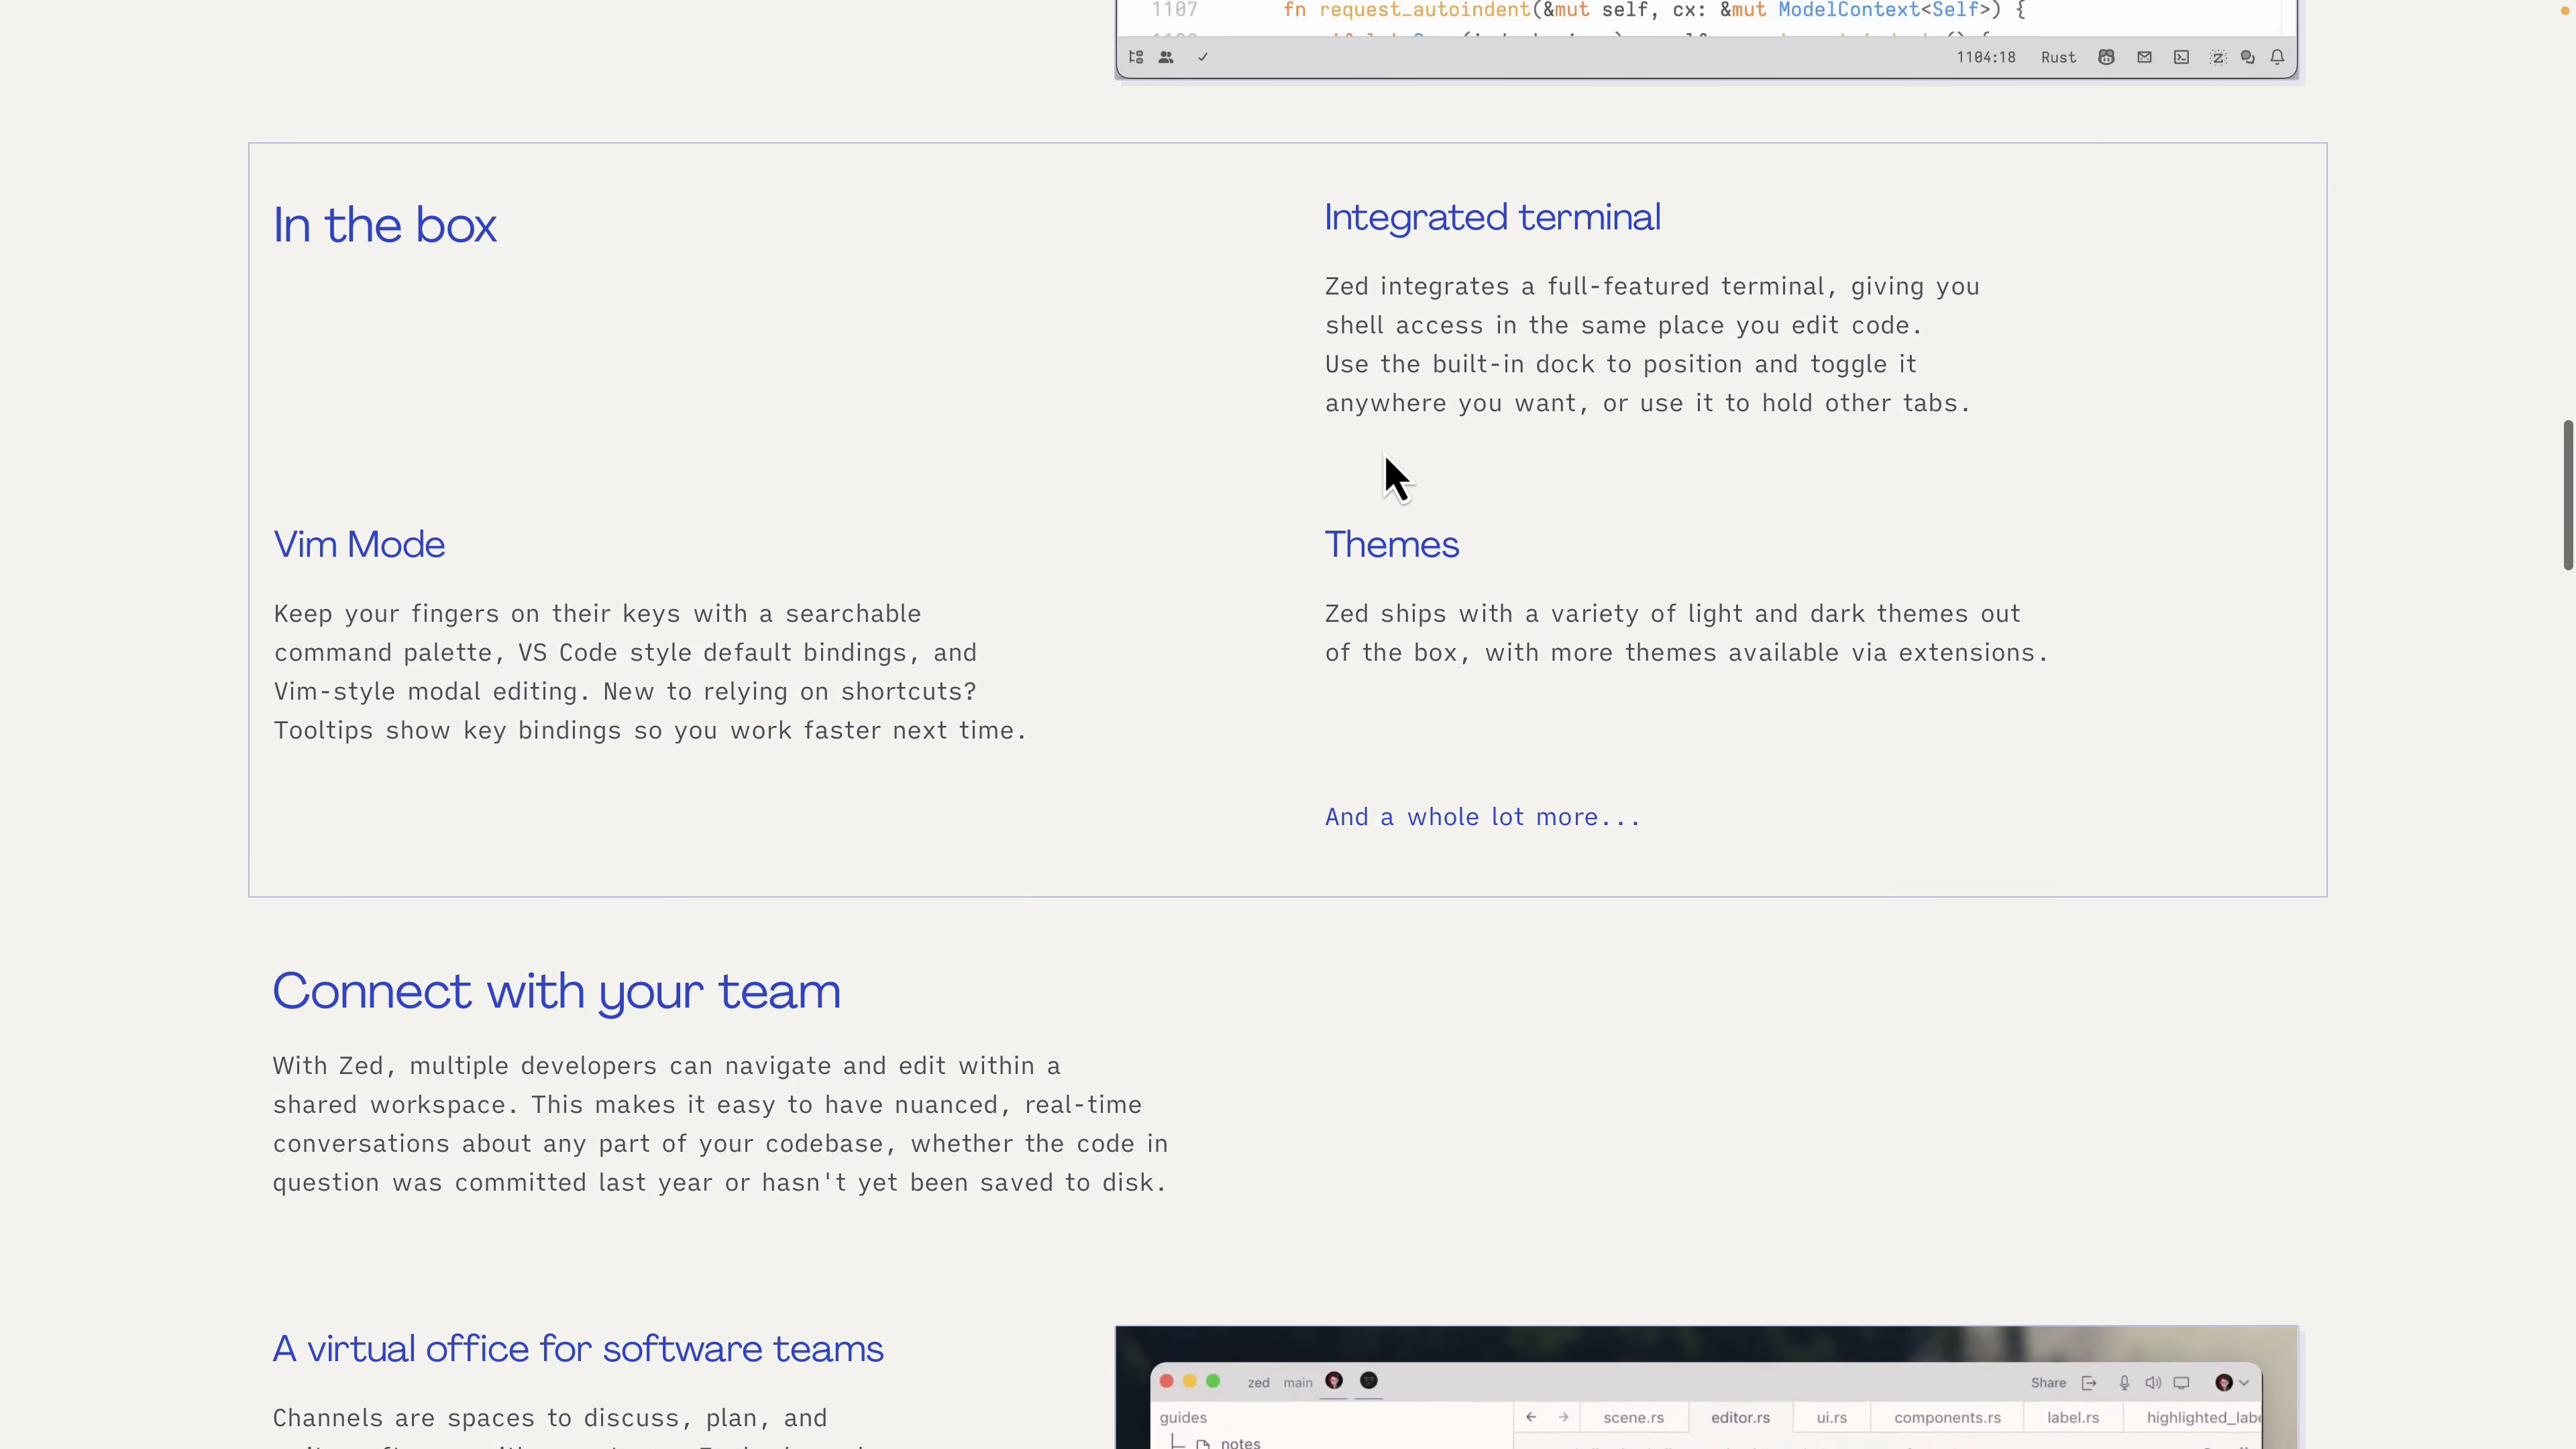 1107 fn request_autoindent(&mut self, cx: &mut ModelContext<Self>) {
1104:18 Rust
In the box
Integrated terminal
Zed integrates a full-featured terminal, giving you
shell access in the same place you edit code.
Use the built-in dock to position and toggle it
anywhere you want, or use it to hold other tabs.
Vim Mode
Keep your fingers on their keys with a searchable
command palette, VS Code style default bindings, and
Vim-style modal editing. New to relying on shortcuts?
Tooltips show key bindings so you work faster next time.
Themes
Zed ships with a variety of light and dark themes out
of the box, with more themes available via extensions.
And a whole lot more...
Connect with your team
With Zed, multiple developers can navigate and edit within a
shared workspace. This makes it easy to have nuanced, real-time
conversations about any part of your codebase, whether the code in
question was committed last year or hasn't yet been saved to disk.
A virtual office for software teams
Channels are spaces to discuss, plan, and
zed main Share
guides scene.rs editor.rs ui.rs components.rs label.rs
notes